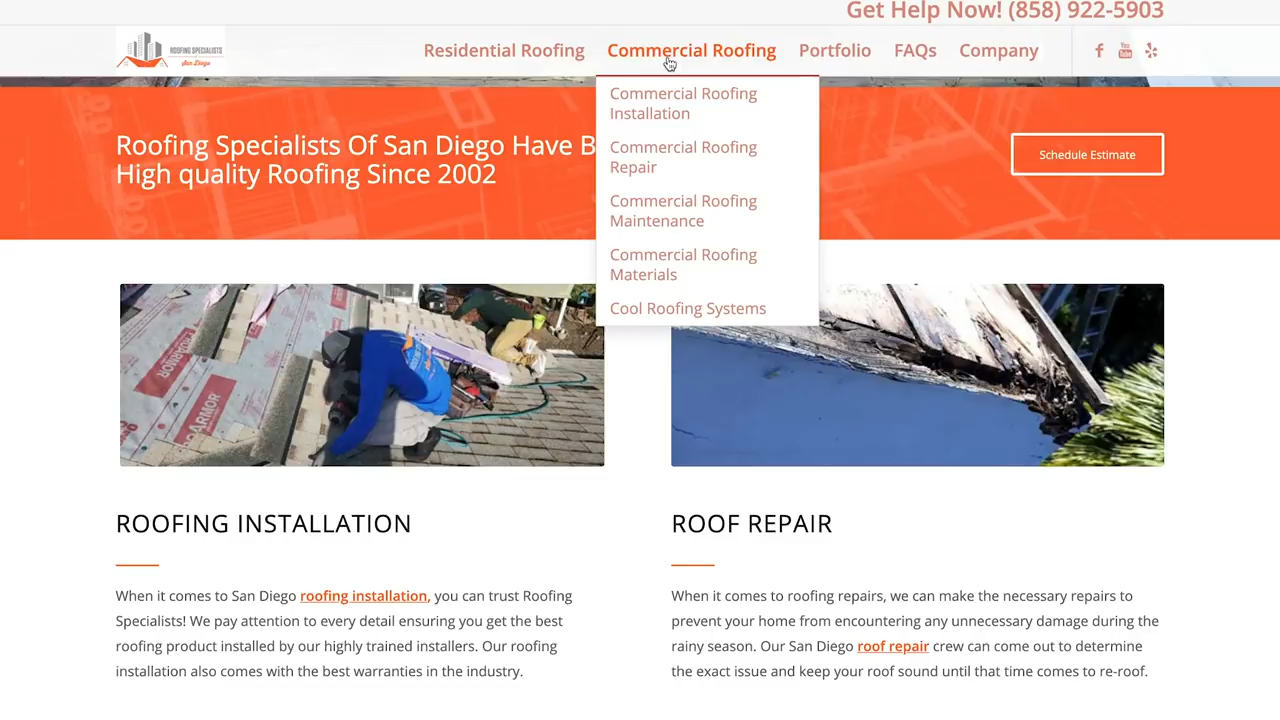 Get Help Now! (858) 922-5903
ROOFING SPECIALISTS
San Diego
Residential Roofing
Commercial Roofing
Portfolio
FAQs
Company
You
Tube
Commercial Roofing
Installation
Commercial Roofing
Repair
Commercial Roofing
Maintenance
Commercial Roofing
Materials
Cool Roofing Systems
Roofing Specialists Of San Diego Have B
High quality Roofing Since 2002
Schedule Estimate
ROARMOR
ROOFING INSTALLATION
When it comes to San Diego roofing installation, you can trust Roofing
Specialists! We pay attention to every detail ensuring you get the best
roofing product installed by our highly trained installers. Our roofing
installation also comes with the best warranties in the industry.
ROOF REPAIR
When it comes to roofing repairs, we can make the necessary repairs to
prevent your home from encountering any unnecessary damage during the
rainy season. Our San Diego roof repair crew can come out to determine
the exact issue and keep your roof sound until that time comes to re-roof.